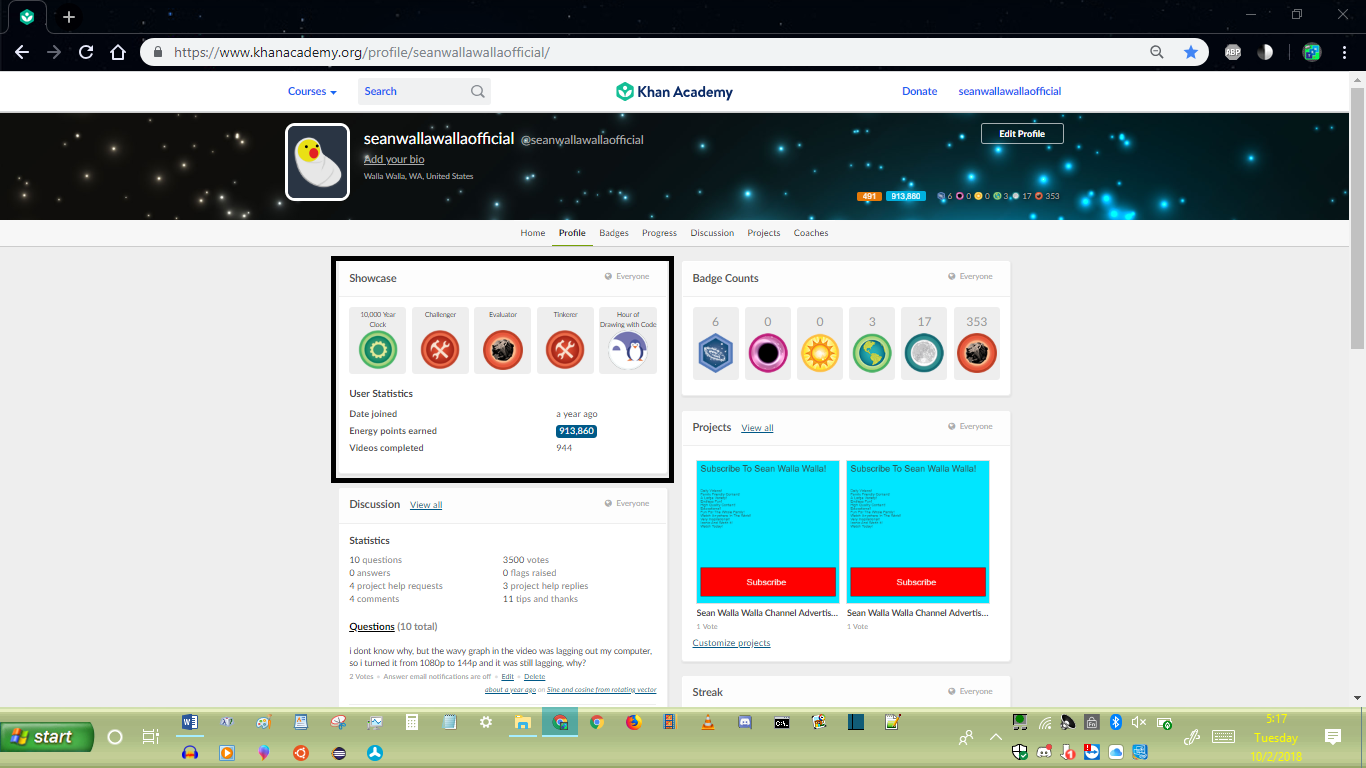 https://www.khanacademy.org/profile/seanwallawallaofficial/
ABP
Courses
Search
Khan Academy
Donate
seanwallawallaofficial
seanwallawallaofficial @seanwallawallaofficial
Edit Profile
Add your bio
Walla Walla, WA, United States
491 913,880 6 0 0 3 17 353
Home Profile Badges Progress Discussion Projects Coaches
Showcase Everyone
10,000 Year Clock
Challenger
Evaluator
Tinkerer
Hour of Drawing with Code
User Statistics
Date joined a year ago
Energy points earned 913,860
Videos completed 944
Badge Counts Everyone
6 0 0 3 17 353
Projects View all Everyone
Subscribe To Sean Walla Walla!
Subscribe
Sean Walla Walla Channel Advertis...
1 Vote
Subscribe To Sean Walla Walla!
Subscribe
Sean Walla Walla Channel Advertis...
1 Vote
Customize projects
Discussion View all Everyone
Statistics
10 questions 3500 votes
0 answers 0 flags raised
4 project help requests 3 project help replies
4 comments 11 tips and thanks
Questions (10 total)
i dont know why, but the wavy graph in the video was lagging out my computer,
so i turned it from 1080p to 144p and it was still lagging, why?
2 Votes • Answer email notifications are off • Edit • Delete
about a year ago on Sine and cosine from rotating vector
Streak Everyone
start
5:17
Tuesday
10/2/2018